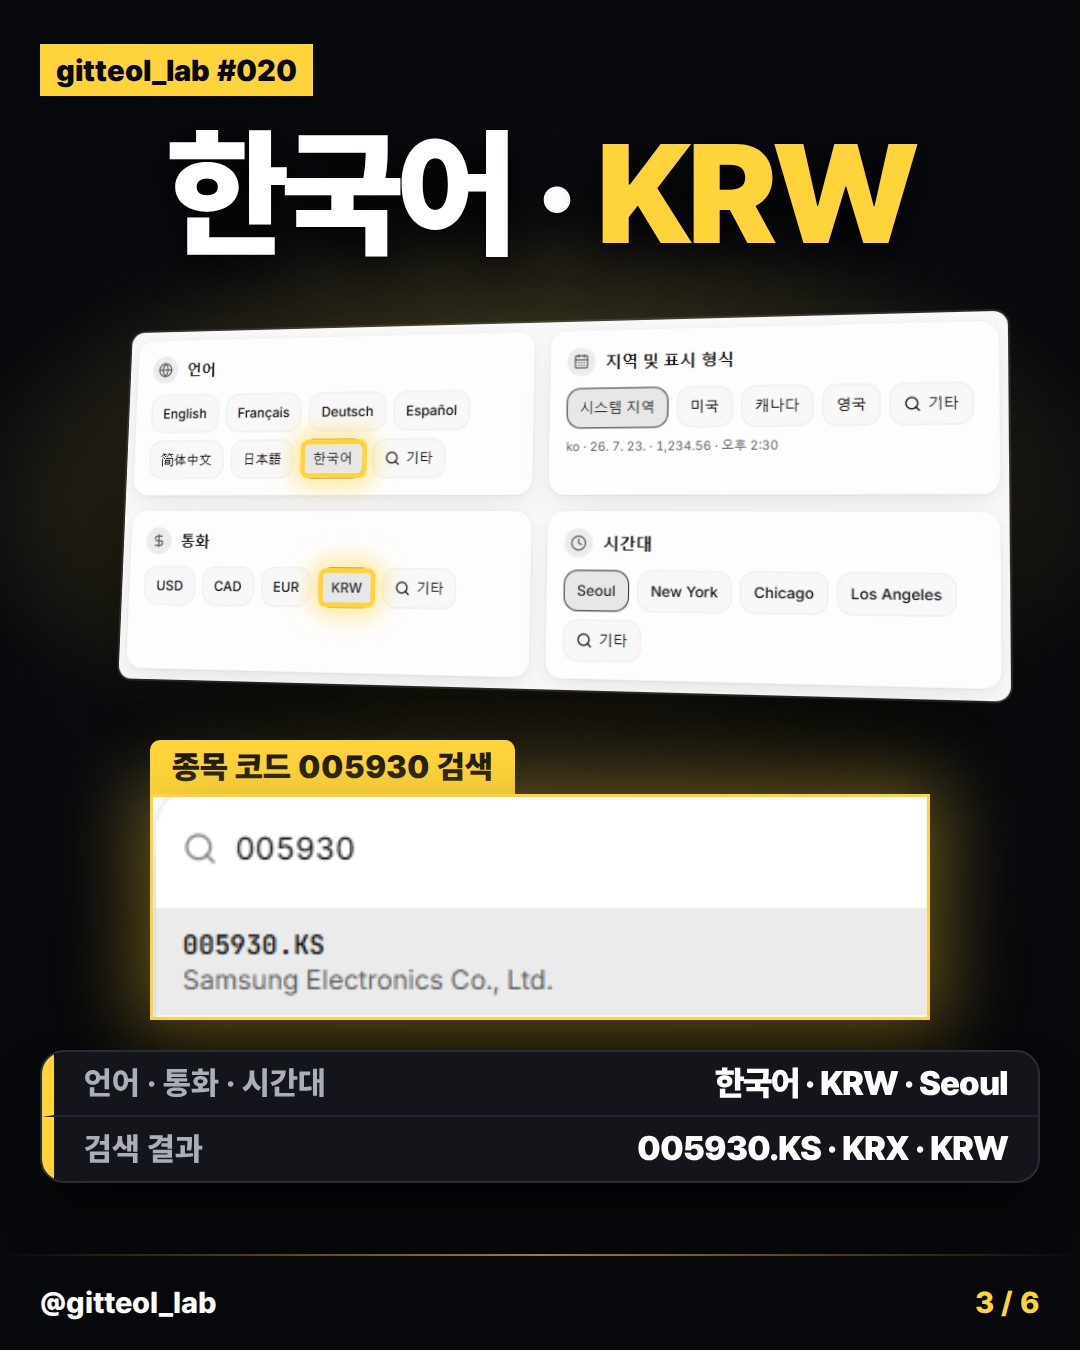 gitteol_lab #020
한국어 · KRW
언어
English Français Deutsch Español
简体中文 日本語 한국어 기타
지역 및 표시 형식
시스템 지역 미국 캐나다 영국 기타
ko · 26. 7. 23. · 1,234.56 · 오후 2:30
통화
USD CAD EUR KRW 기타
시간대
Seoul New York Chicago Los Angeles
기타
종목 코드 005930 검색
005930
005930.KS
Samsung Electronics Co., Ltd.
언어 · 통화 · 시간대 한국어 · KRW · Seoul
검색 결과 005930.KS · KRX · KRW
@gitteol_lab 3 / 6